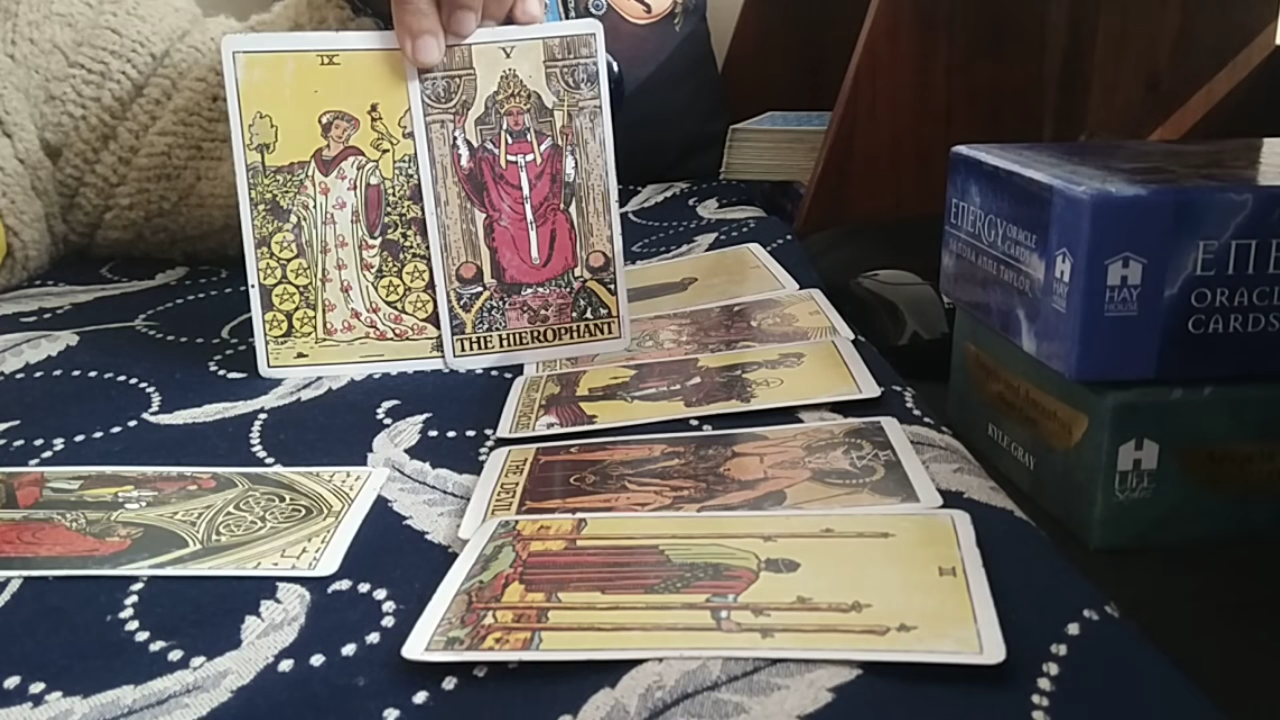 IX
V
THE HIEROPHANT
THE DEVIL
III
ENERGY ORACLE
CARDS
SANDRA ANNE TAYLOR
HAY
HOUSE
HAY
HOUSE
ENE
ORACL
CARDS
KYLE GRAY
LIFE